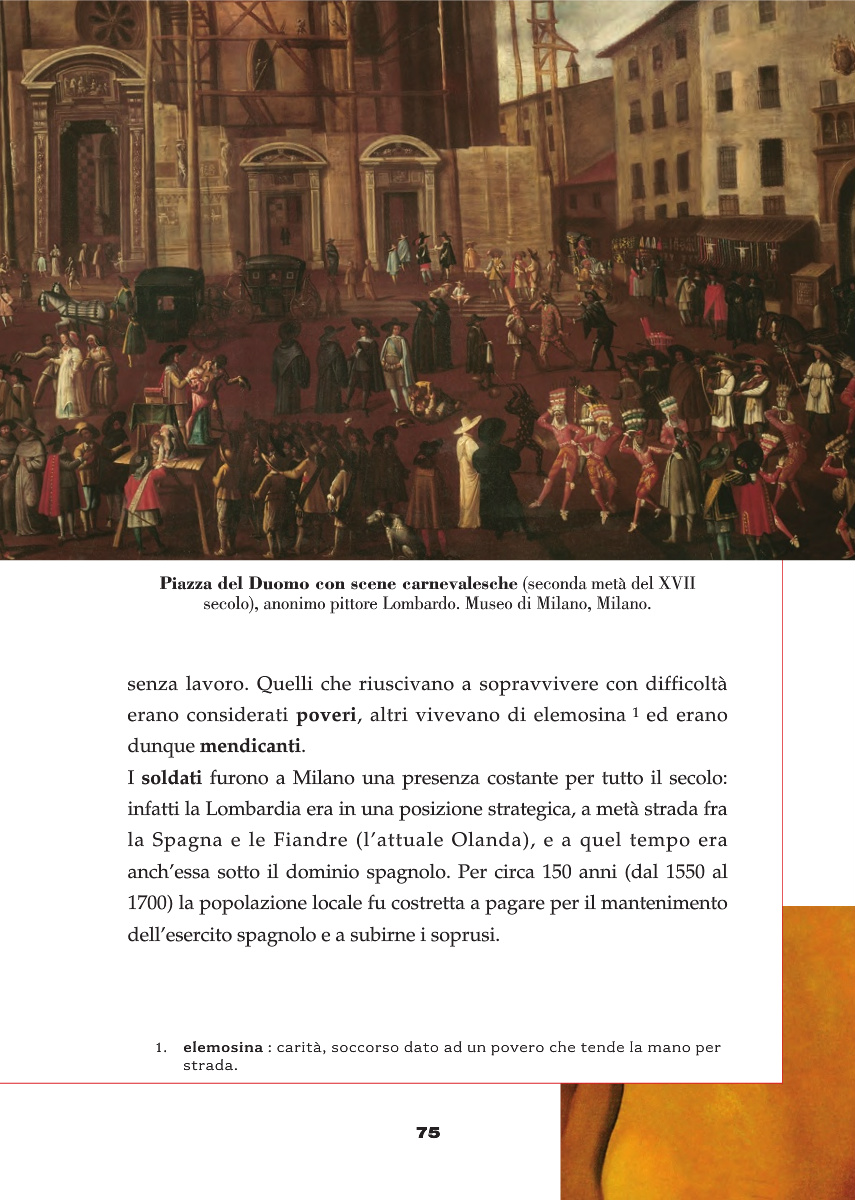 Piazza del Duomo con scene carnevalesche (seconda metà del XVII
secolo), anonimo pittore Lombardo. Museo di Milano, Milano.
senza lavoro. Quelli che riuscivano a sopravvivere con difficoltà
erano considerati poveri, altri vivevano di elemosina 1 ed erano
dunque mendicanti.
I soldati furono a Milano una presenza costante per tutto il secolo:
infatti la Lombardia era in una posizione strategica, a metà strada fra
la Spagna e le Fiandre (l’attuale Olanda), e a quel tempo era
anch’essa sotto il dominio spagnolo. Per circa 150 anni (dal 1550 al
1700) la popolazione locale fu costretta a pagare per il mantenimento
dell’esercito spagnolo e a subirne i soprusi.
1. elemosina : carità, soccorso dato ad un povero che tende la mano per
strada.
75